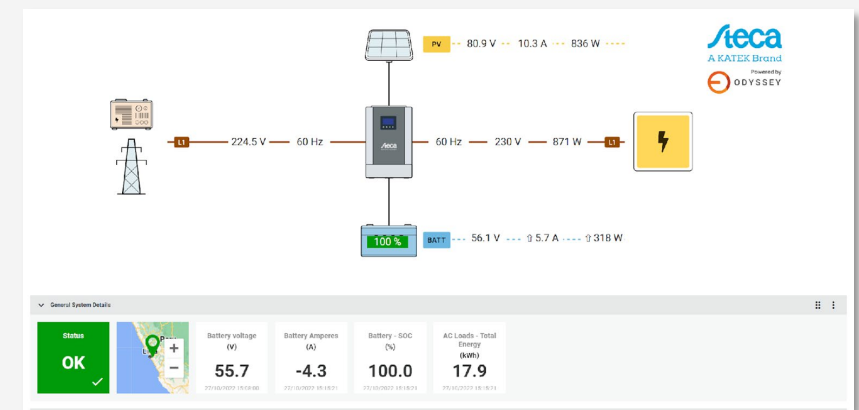 PV 80.9 V 10.3 A 836 W
Steca
A KATEK Brand
Powered by
ODYSSEY
L1 224.5 V 60 Hz
Steca
60 Hz 230 V 871 W L1
100 %
BATT 56.1 V ⇧ 5.7 A ⇧ 318 W
General System Details
Status
OK
+
−
Battery voltage
(V)
55.7
Battery Amperes
(A)
-4.3
Battery - SOC
(%)
100.0
AC Loads - Total
Energy
(kWh)
17.9